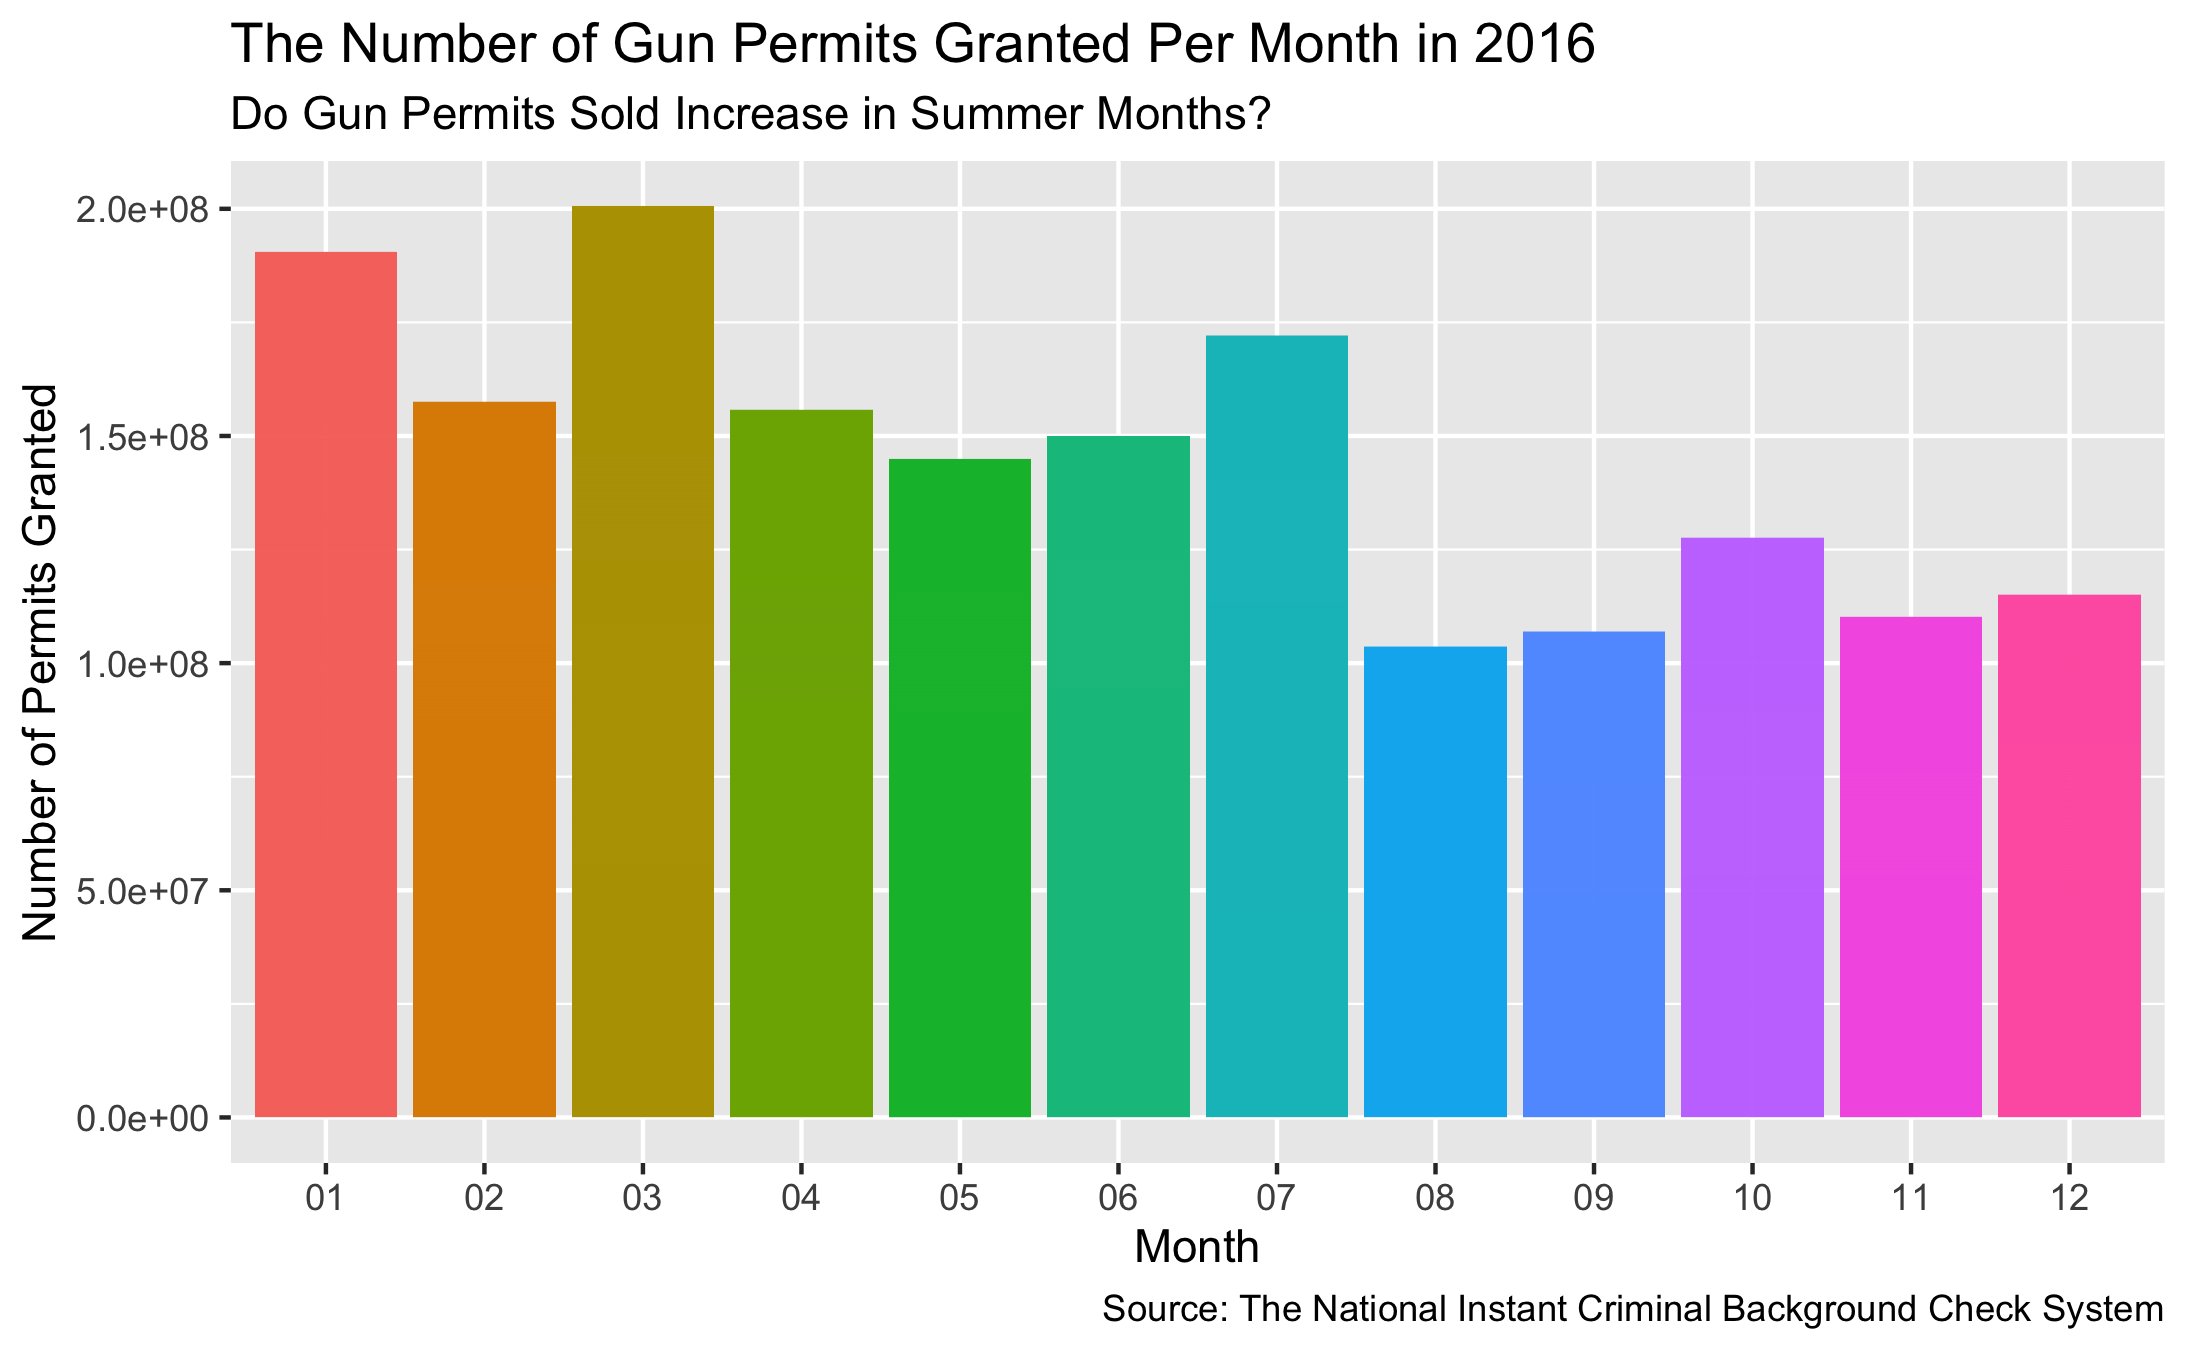 The Number of Gun Permits Granted Per Month in 2016
Do Gun Permits Sold Increase in Summer Months?
Number of Permits Granted
2.0e+08
1.5e+08
1.0e+08
5.0e+07
0.0e+00
01 02 03 04 05 06 07 08 09 10 11 12
Month
Source: The National Instant Criminal Background Check System